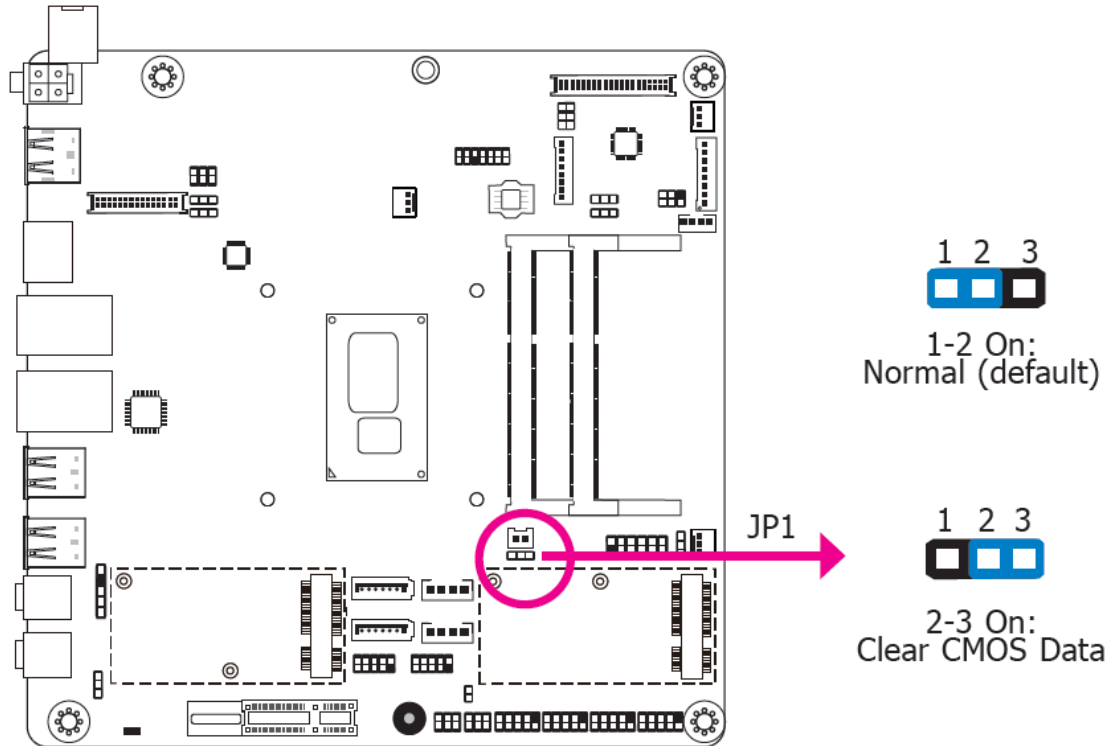 1 2 3
1-2 On:
Normal (default)
JP1
1 2 3
2-3 On:
Clear CMOS Data